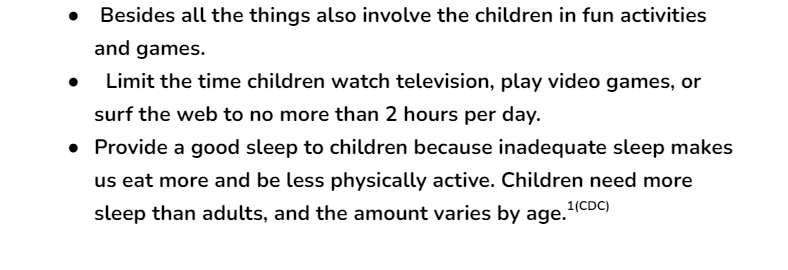 ● Besides all the things also involve the children in fun activities
and games.
● Limit the time children watch television, play video games, or
surf the web to no more than 2 hours per day.
● Provide a good sleep to children because inadequate sleep makes
us eat more and be less physically active. Children need more
sleep than adults, and the amount varies by age.1(CDC)